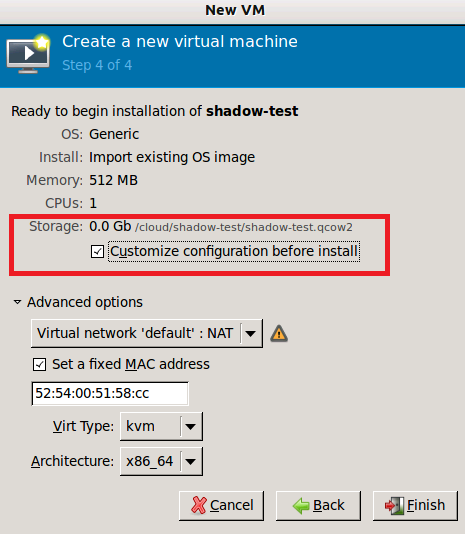 New VM
Create a new virtual machine
Step 4 of 4
Ready to begin installation of shadow-test
OS: Generic
Install: Import existing OS image
Memory: 512 MB
CPUs: 1
Storage: 0.0 Gb /cloud/shadow-test/shadow-test.qcow2
Customize configuration before install
Advanced options
Virtual network 'default' : NAT
Set a fixed MAC address
52:54:00:51:58:cc
Virt Type: kvm
Architecture: x86_64
Cancel Back Finish